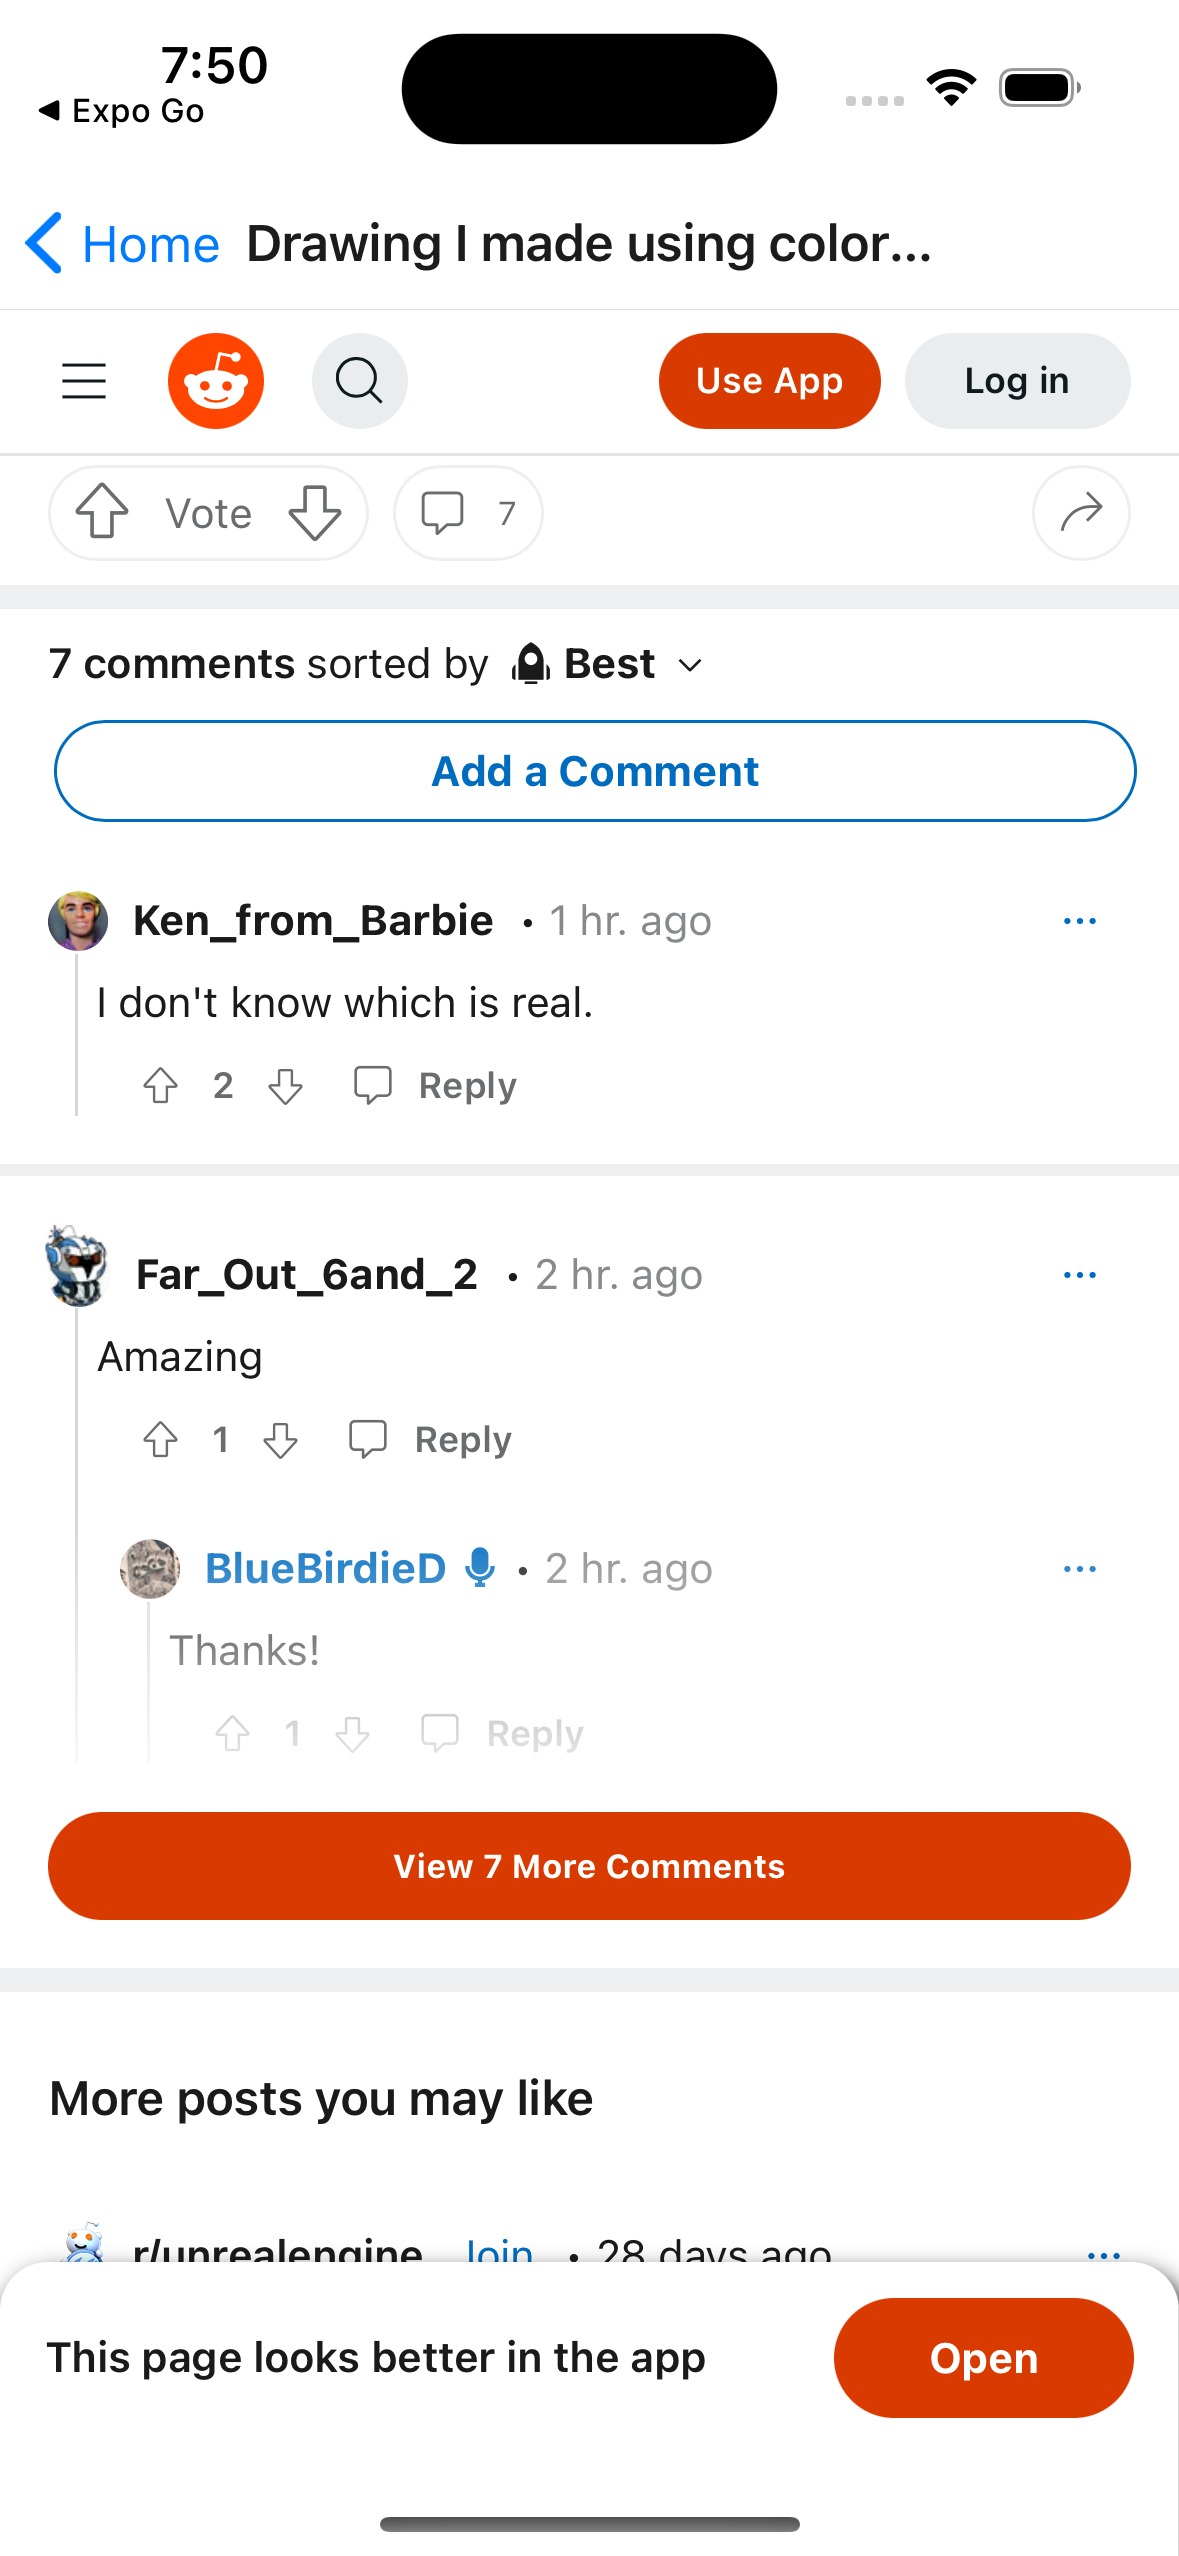 7:50
Expo Go
Home Drawing I made using color...
Use App Log in
Vote 7
7 comments sorted by Best
Add a Comment
Ken_from_Barbie • 1 hr. ago
I don't know which is real.
2 Reply
Far_Out_6and_2 • 2 hr. ago
Amazing
1 Reply
BlueBirdieD • 2 hr. ago
Thanks!
1 Reply
View 7 More Comments
More posts you may like
r/unrealengine Join • 28 days ago
This page looks better in the app
Open